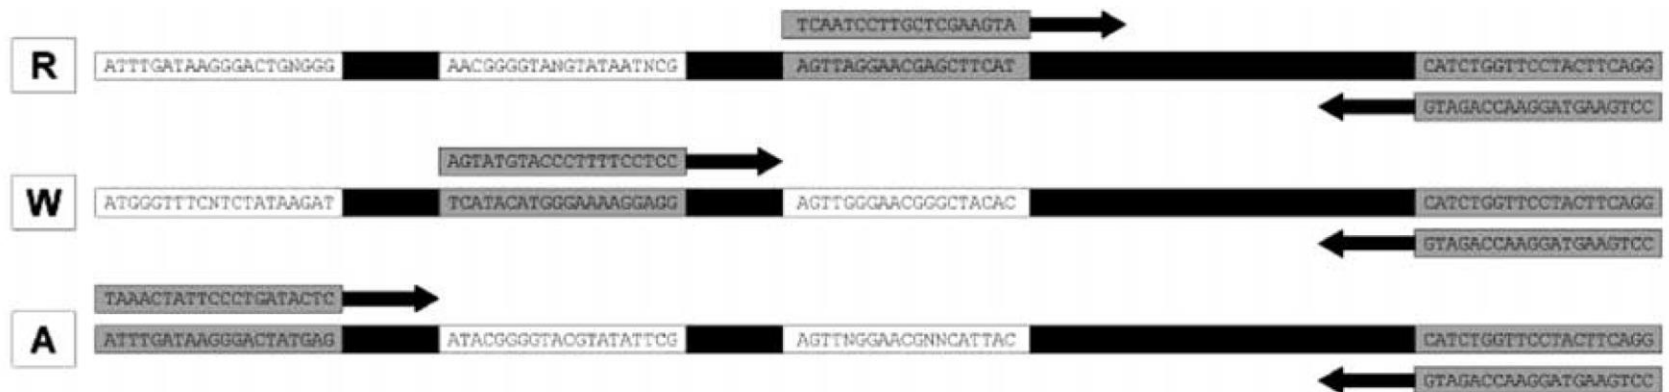 TCAATCCTTGCTCGAAGTA
R ATTTGATAAGGGACTGNGGG AACGGGGTANGTATAATNCG AGTTAGGAACGAGCTTCAT CATCTGGTTCCTACTTCAGG
GTAGACCAAGGATGAAGTCC
AGTATGTACCCTTTTCCTCC
W ATGGGTTTCNTCTATAAGAT TCATACATGGGAAAAGGAGG AGTTGGGAACGGGCTACAC CATCTGGTTCCTACTTCAGG
GTAGACCAAGGATGAAGTCC
TAAACTATTCCCTGATACTC
A ATTTGATAAGGGACTATGAG ATACGGGGTACGTATATTCG AGTTNGGAACGNNCATTAC CATCTGGTTCCTACTTCAGG
GTAGACCAAGGATGAAGTCC